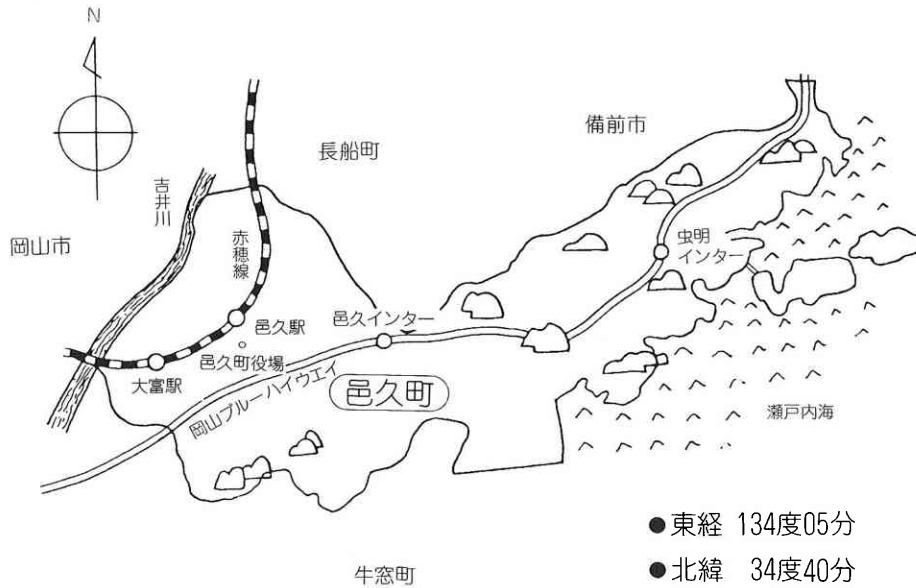 N
長船町
備前市
吉井川
岡山市
赤穂線
虫明
インター
邑久駅
邑久インター
邑久町役場
大富駅
岡山ブルーハイウエイ
邑久町
瀬戸内海
●東経 134度05分
●北緯 34度40分
牛窓町